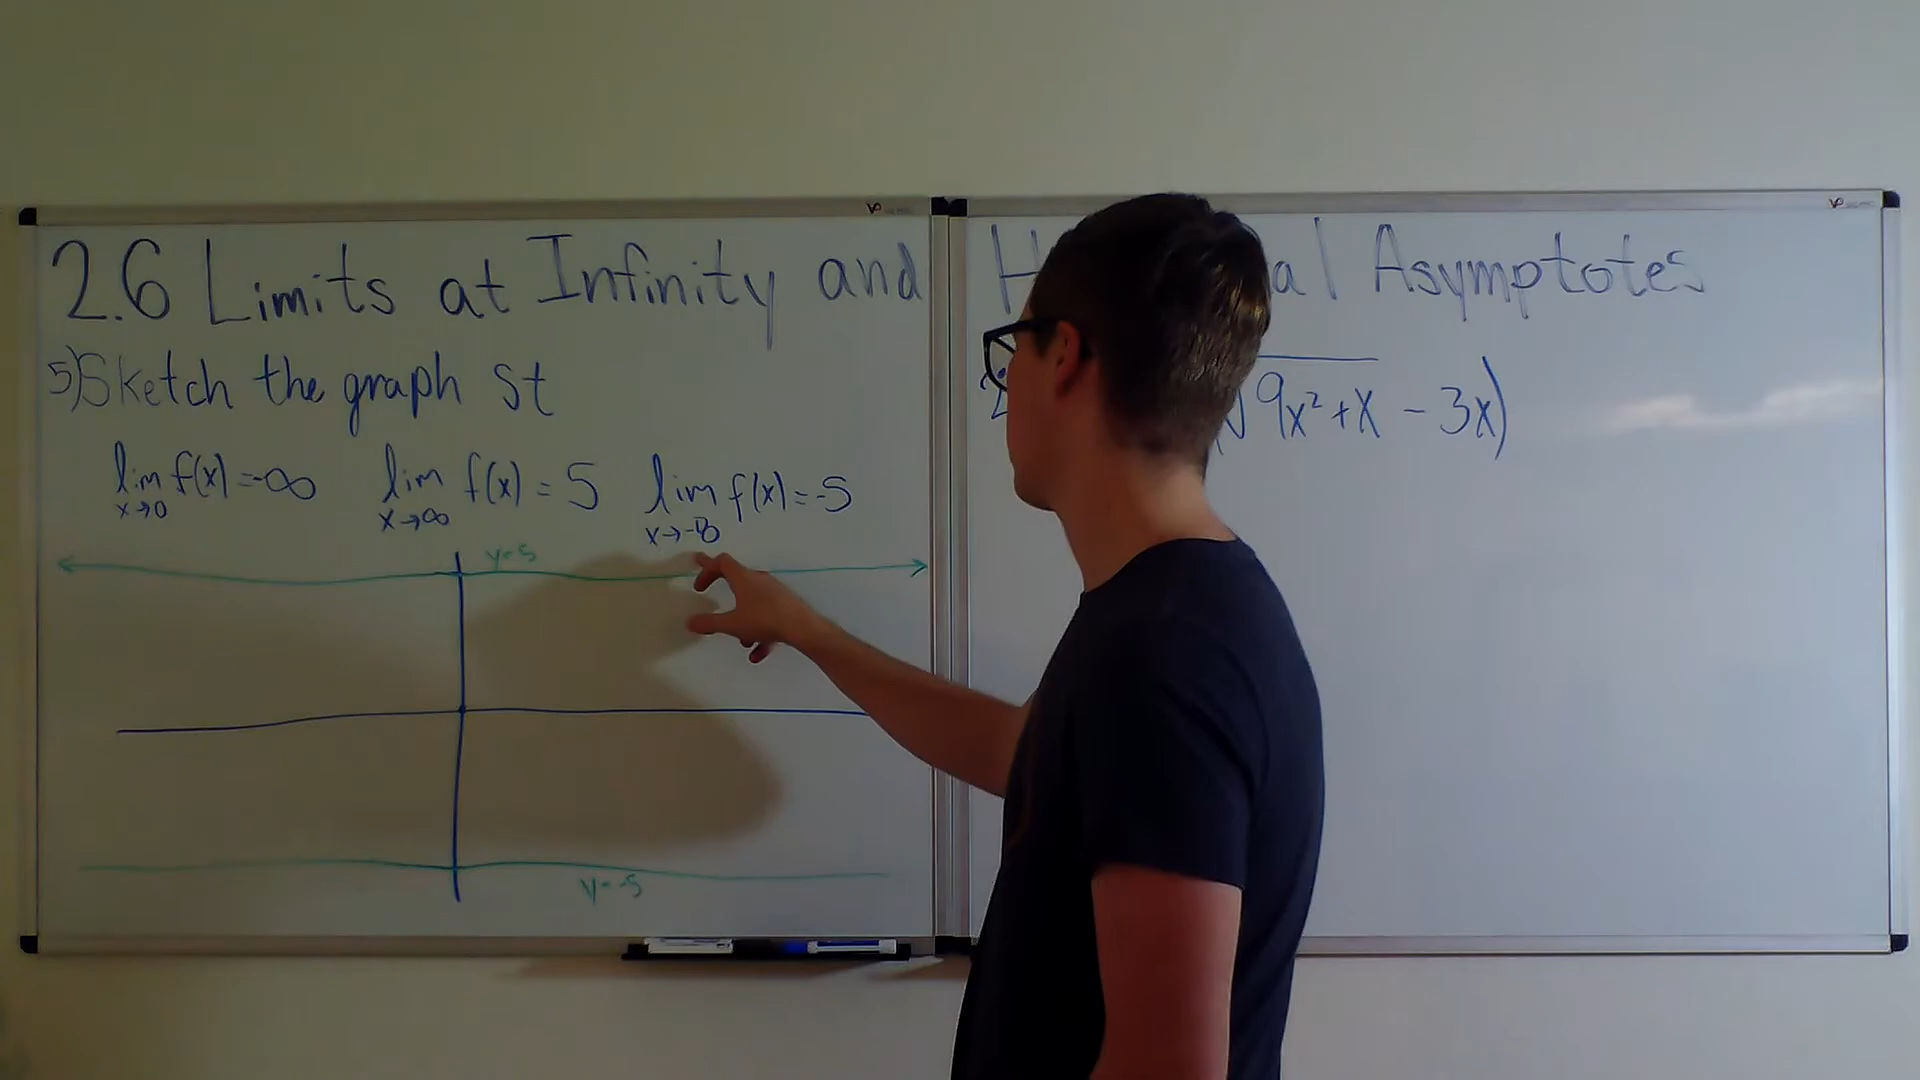 2.6 Limits at Infinity and Asymptotes
5) Sketch the graph st
lim f(x) = -∞ lim f(x) = 5 lim f(x) = -5
x→0 x→∞ x→-∞
y=5
y=-5
√9x²+x - 3x)